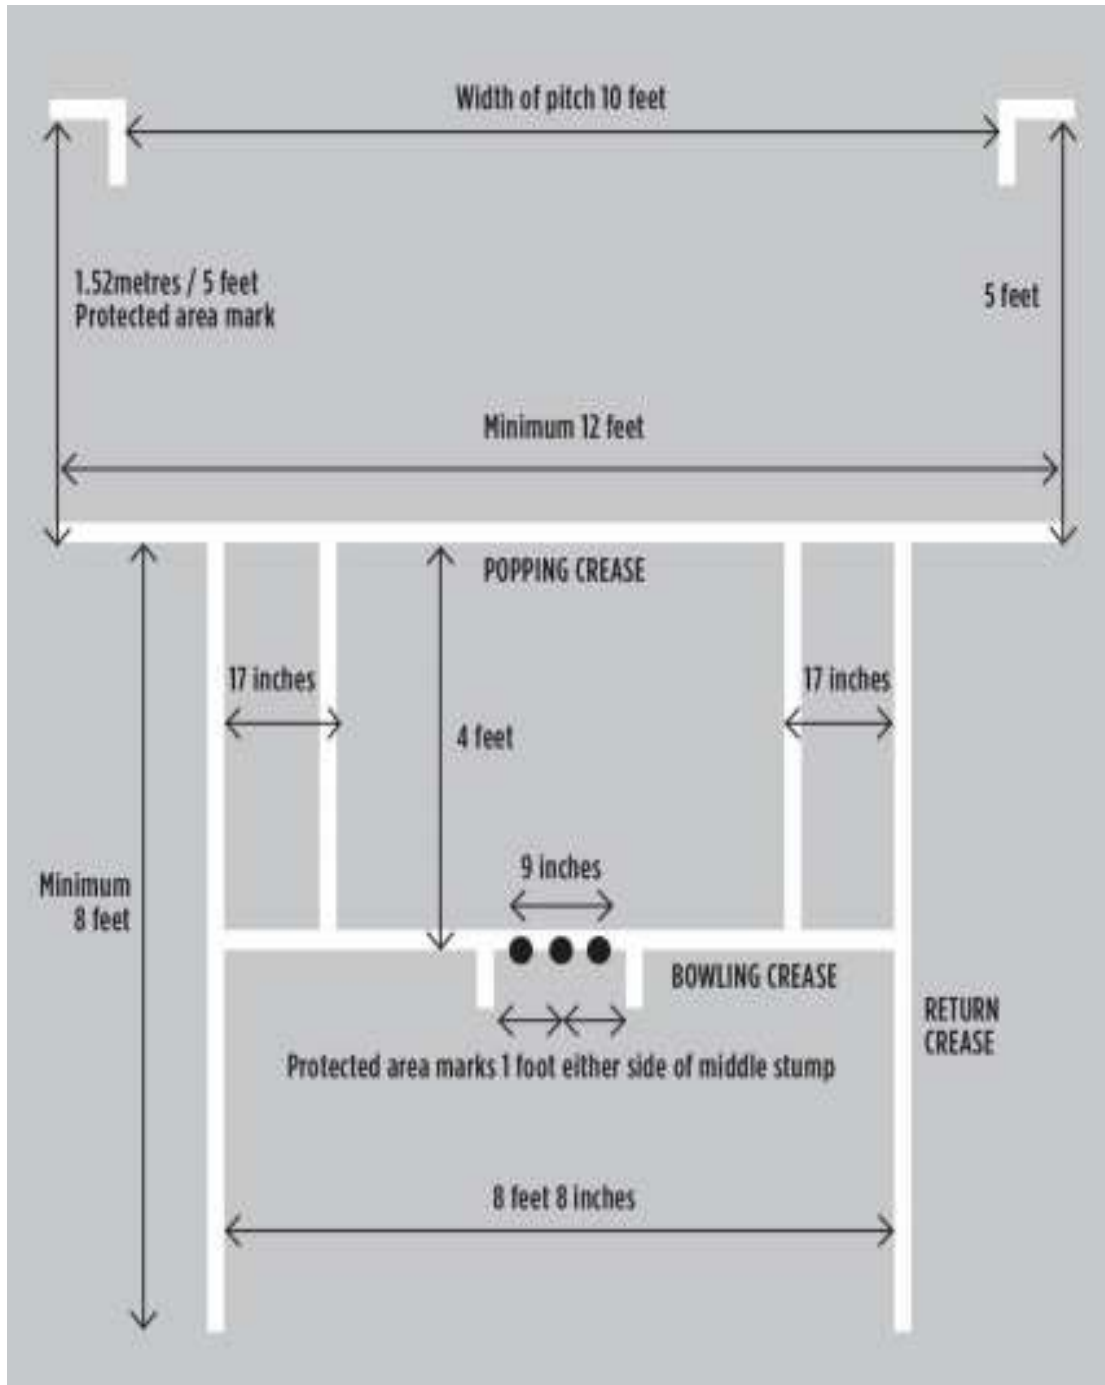 Width of pitch 10 feet
1.52metres / 5 feet
Protected area mark
5 feet
Minimum 12 feet
POPPING CREASE
17 inches
17 inches
4 feet
9 inches
Minimum
8 feet
BOWLING CREASE
RETURN
CREASE
Protected area marks 1 foot either side of middle stump
8 feet 8 inches